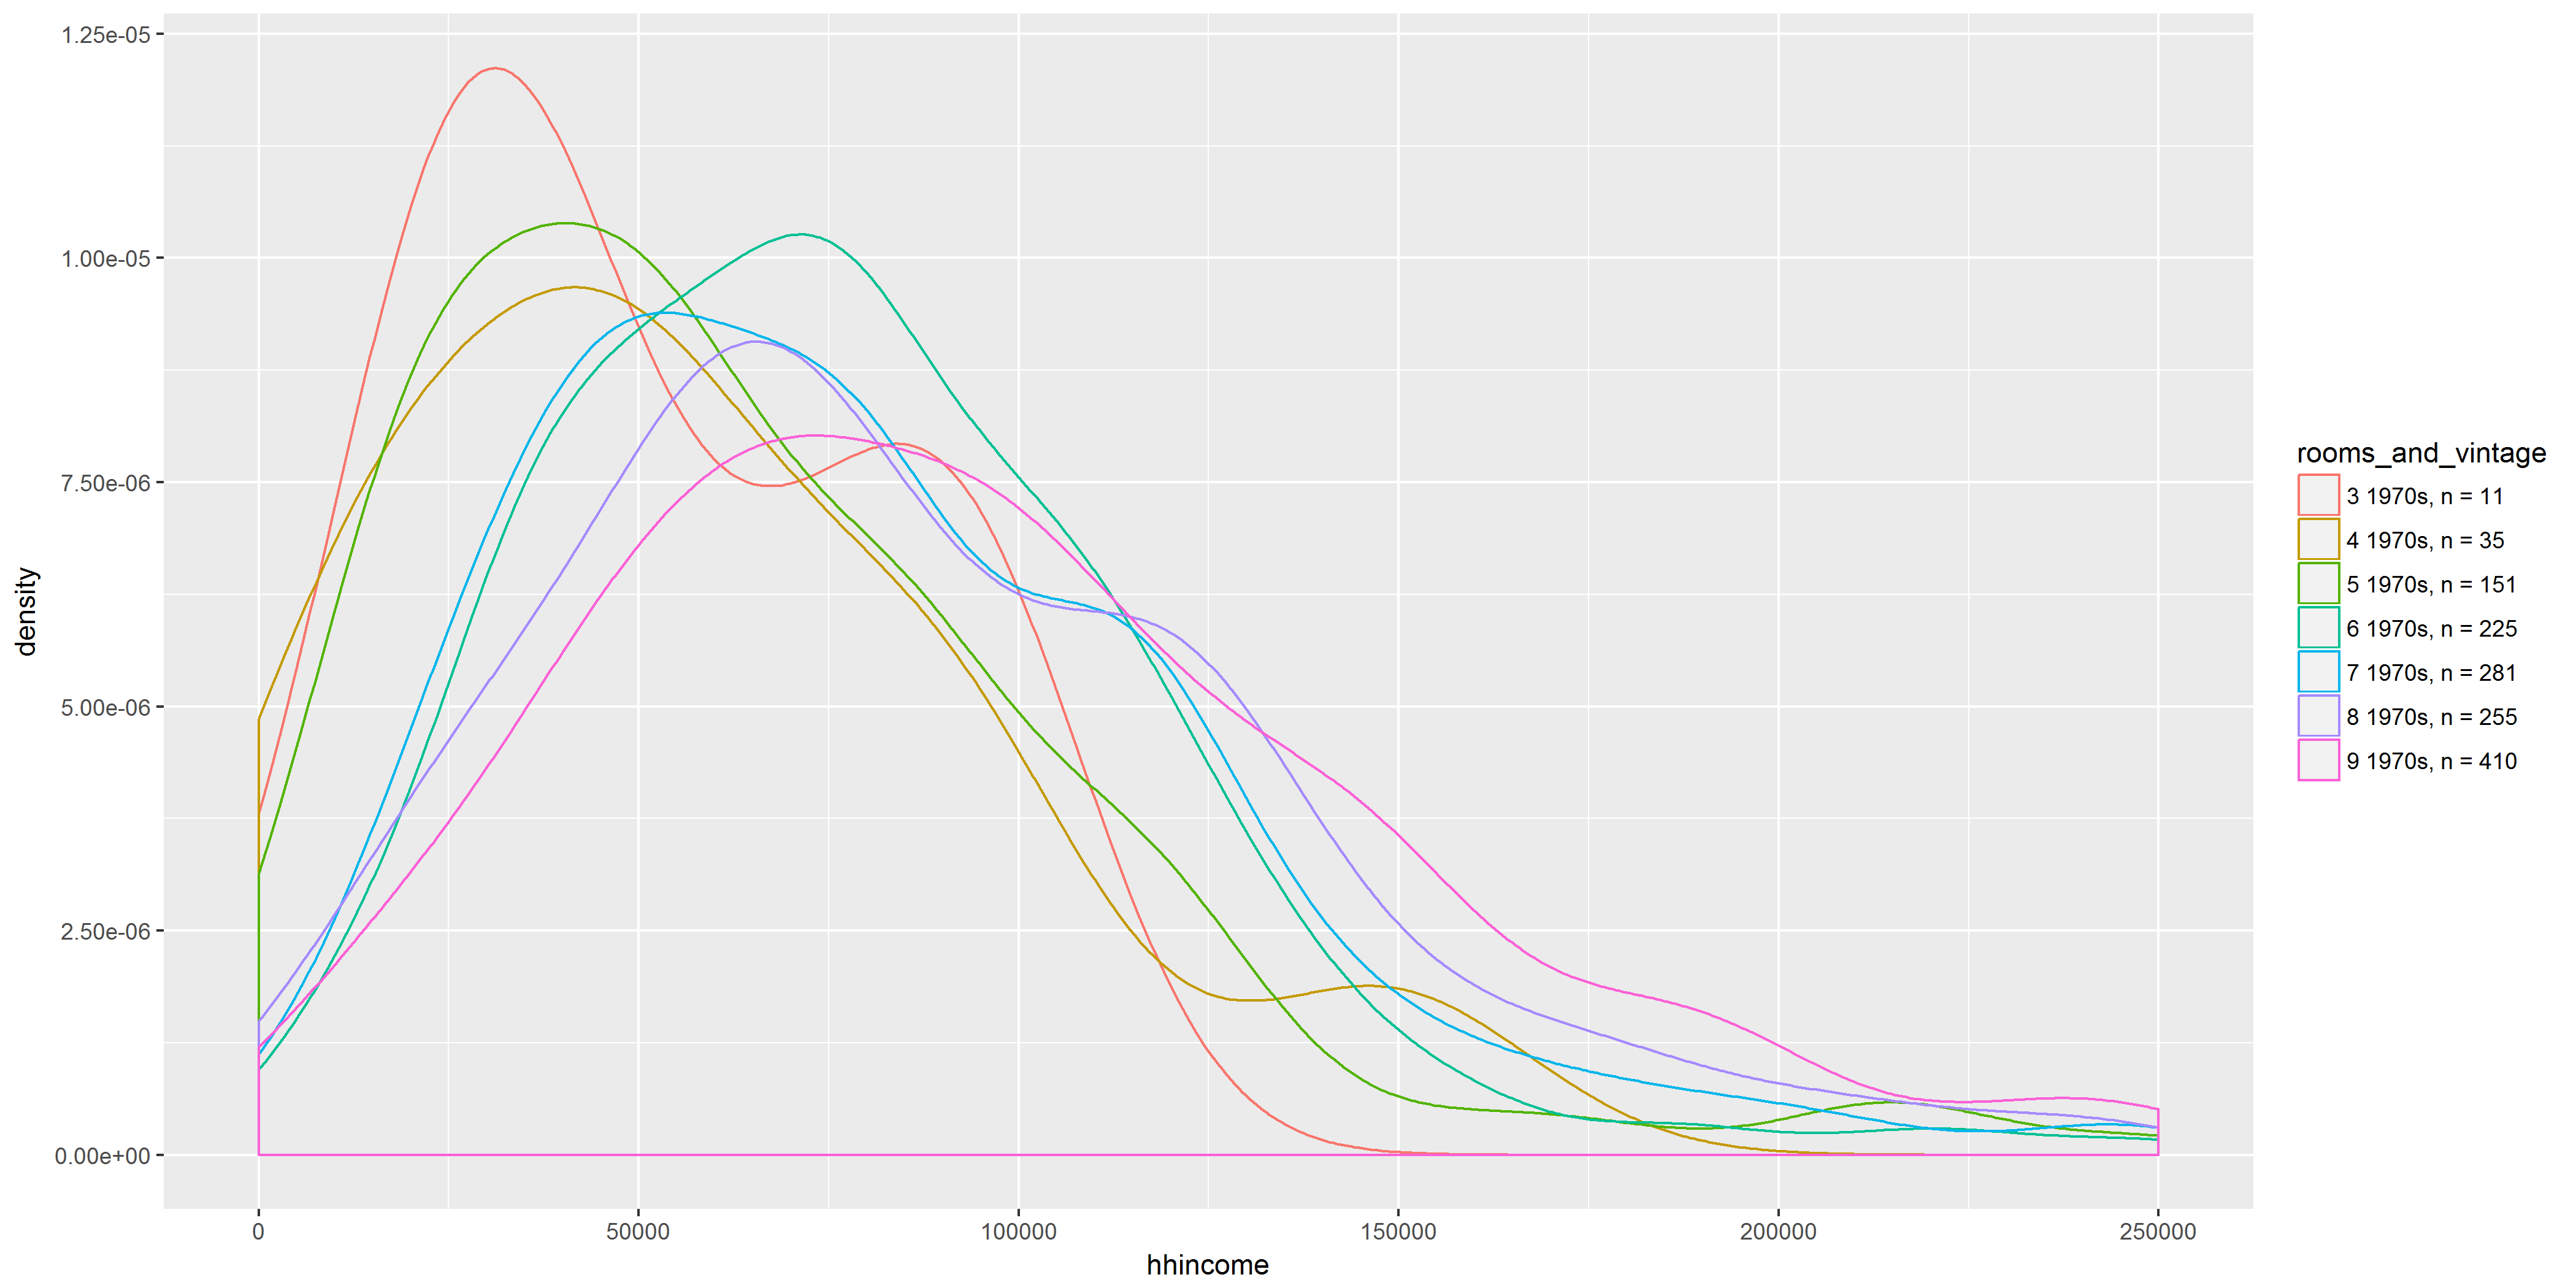 1.25e-05
1.00e-05
7.50e-06
5.00e-06
2.50e-06
0.00e+00
density
0 50000 100000 150000 200000 250000
hhincome
rooms_and_vintage
3 1970s, n = 11
4 1970s, n = 35
5 1970s, n = 151
6 1970s, n = 225
7 1970s, n = 281
8 1970s, n = 255
9 1970s, n = 410